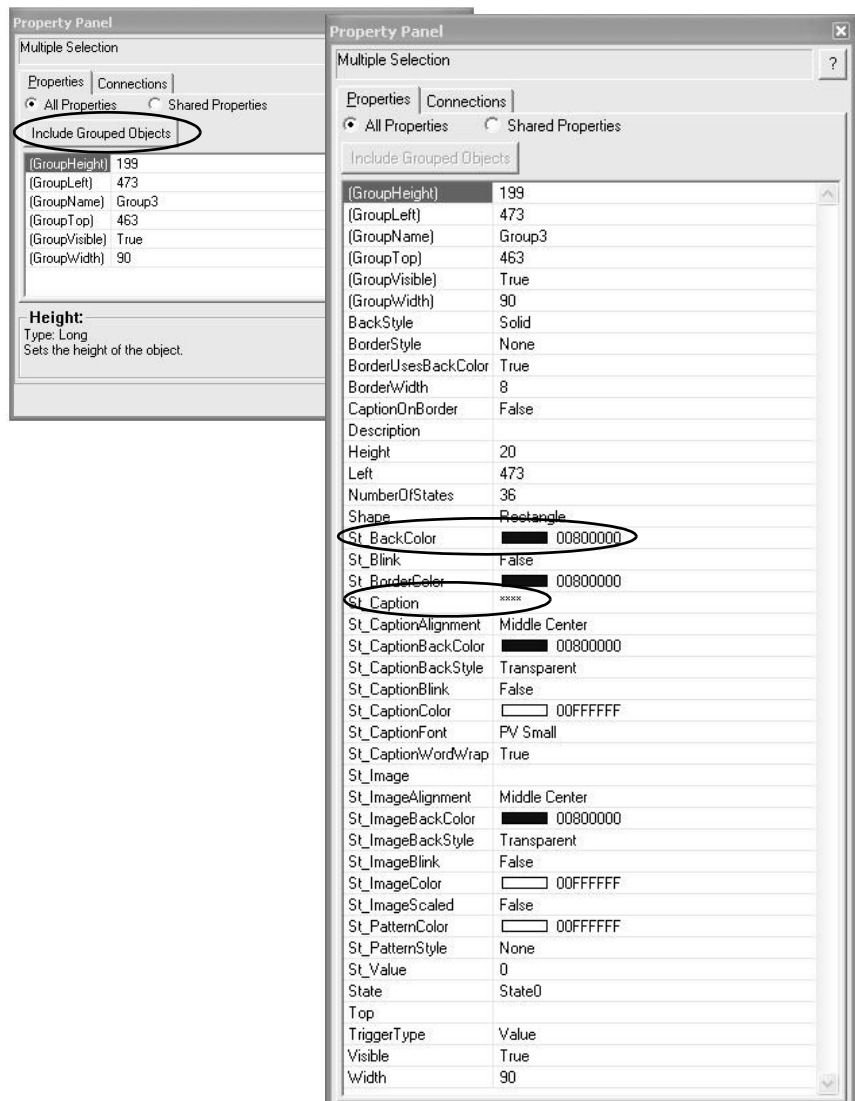 Property Panel
Multiple Selection
Properties Connections
All Properties Shared Properties
Include Grouped Objects
(GroupHeight) 199
(GroupLeft) 473
(GroupName) Group3
(GroupTop) 463
(GroupVisible) True
(GroupWidth) 90
Height:
Type: Long
Sets the height of the object.
Property Panel
Multiple Selection
?
Properties Connections
All Properties Shared Properties
Include Grouped Objects
(GroupHeight) 199
(GroupLeft) 473
(GroupName) Group3
(GroupTop) 463
(GroupVisible) True
(GroupWidth) 90
BackStyle Solid
BorderStyle None
BorderUsesBackColor True
BorderWidth 8
CaptionOnBorder False
Description
Height 20
Left 473
NumberOfStates 36
Shape Rectangle
St_BackColor 00800000
St_Blink False
St_BorderColor 00800000
St_Caption ****
St_CaptionAlignment Middle Center
St_CaptionBackColor 00800000
St_CaptionBackStyle Transparent
St_CaptionBlink False
St_CaptionColor 00FFFFFF
St_CaptionFont PV Small
St_CaptionWordWrap True
St_Image
St_ImageAlignment Middle Center
St_ImageBackColor 00800000
St_ImageBackStyle Transparent
St_ImageBlink False
St_ImageColor 00FFFFFF
St_ImageScaled False
St_PatternColor 00FFFFFF
St_PatternStyle None
St_Value 0
State State0
Top
TriggerType Value
Visible True
Width 90